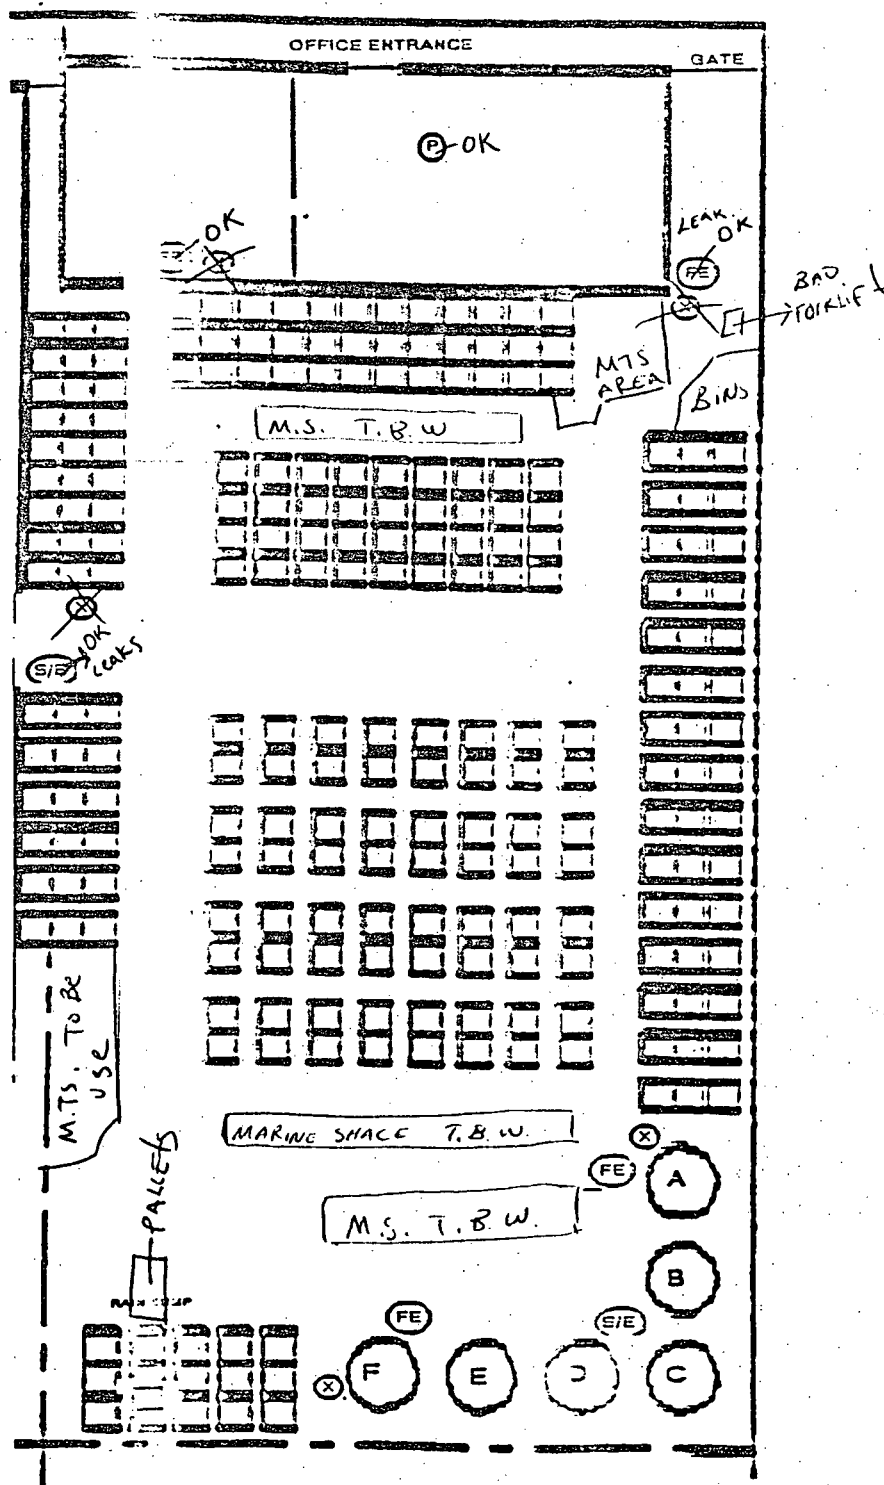 OFFICE ENTRANCE
GATE
P OK
OK
LEAK
OK
FE
BAD
FORKLIFT
X
MTS
AREA
BINS
M.S. T.B.W
X
OK
LEAKS
S/E
M.TS. TO BE
USE
MARINE SHACE T.B.W.
X
FE
A
M.S. T.B.W.
PALLETS
B
FE
S/E
X
F
E
D
C